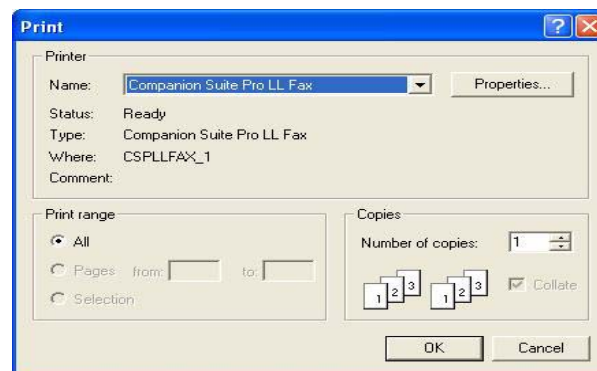 Print
Printer
Name: Companion Suite Pro LL Fax Properties...
Status: Ready
Type: Companion Suite Pro LL Fax
Where: CSPLLFAX_1
Comment:
Print range
All
Pages from: to:
Selection
Copies
Number of copies: 1
1 2 3 1 2 3 Collate
OK Cancel